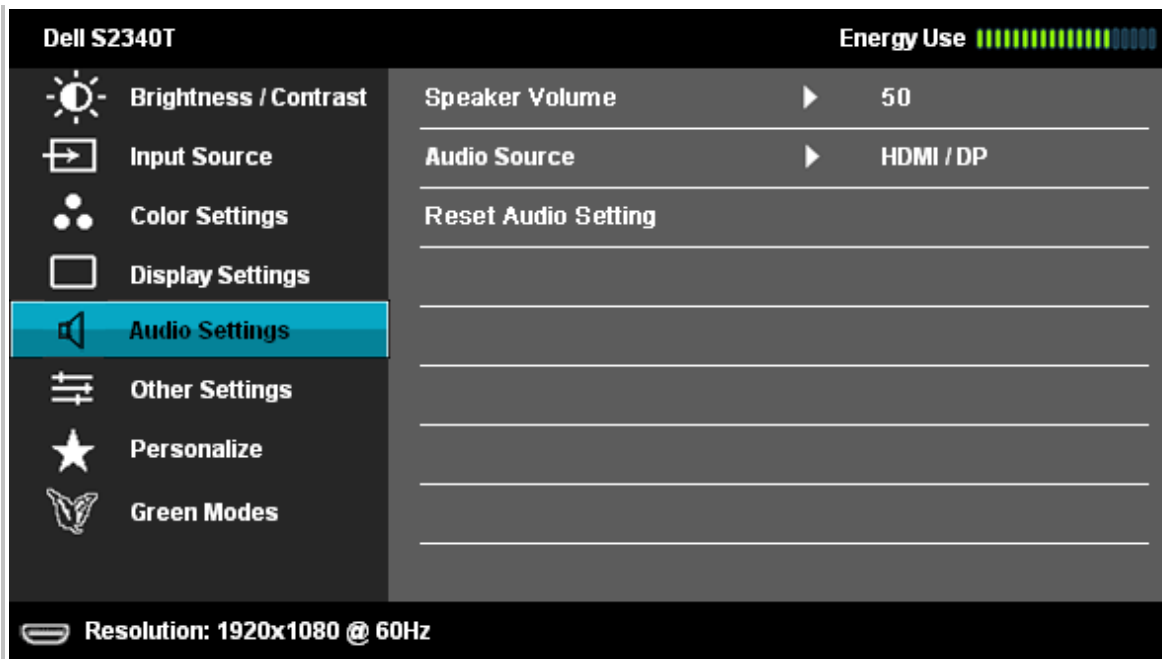 Dell S2340T Energy Use
Brightness / Contrast Speaker Volume 50
Input Source Audio Source HDMI / DP
Color Settings Reset Audio Setting
Display Settings
Audio Settings
Other Settings
Personalize
Green Modes
Resolution: 1920x1080 @ 60Hz